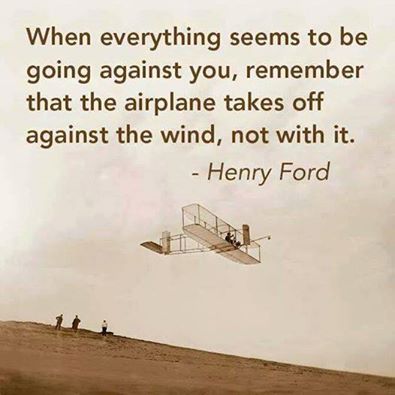 When everything seems to be
going against you, remember
that the airplane takes off
against the wind, not with it.
- Henry Ford